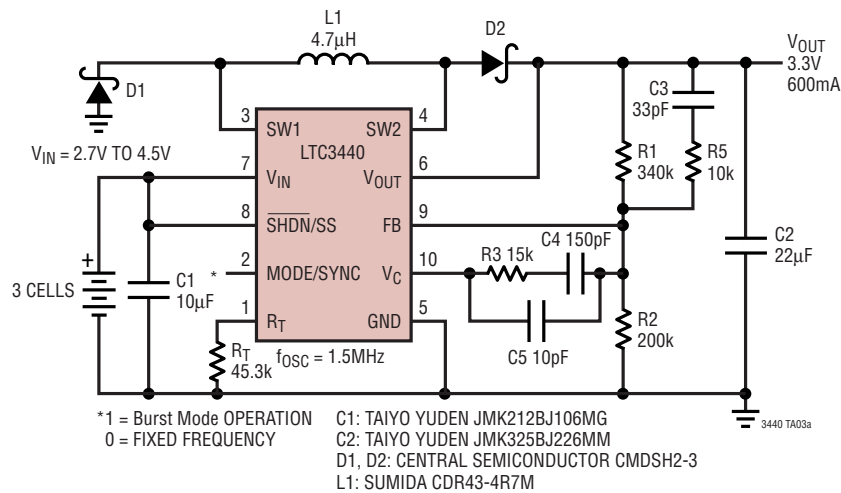 L1
4.7µH
D2
VOUT
3.3V
600mA
D1
C3
33pF
3
SW1
SW2
4
LTC3440
R1
340k
R5
10k
VIN = 2.7V TO 4.5V
7
VIN
VOUT
6
8
SHDN/SS
FB
9
C4 150pF
R3 15k
C2
22µF
*
2
MODE/SYNC
VC
10
+
3 CELLS
C1
10µF
1
RT
GND
5
C5 10pF
R2
200k
RT
45.3k
fOSC = 1.5MHz
*1 = Burst Mode OPERATION
0 = FIXED FREQUENCY
C1: TAIYO YUDEN JMK212BJ106MG
C2: TAIYO YUDEN JMK325BJ226MM
D1, D2: CENTRAL SEMICONDUCTOR CMDSH2-3
L1: SUMIDA CDR43-4R7M
3440 TA03a